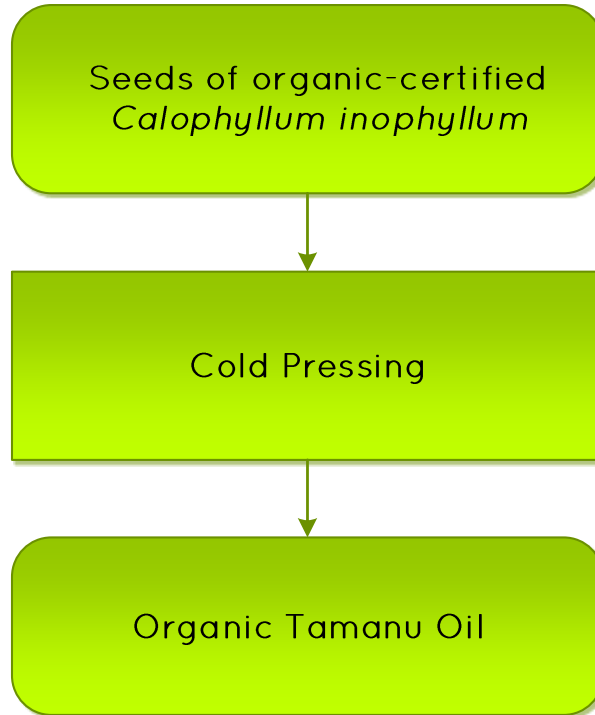 Seeds of organic-certified
Calophyllum inophyllum
Cold Pressing
Organic Tamanu Oil